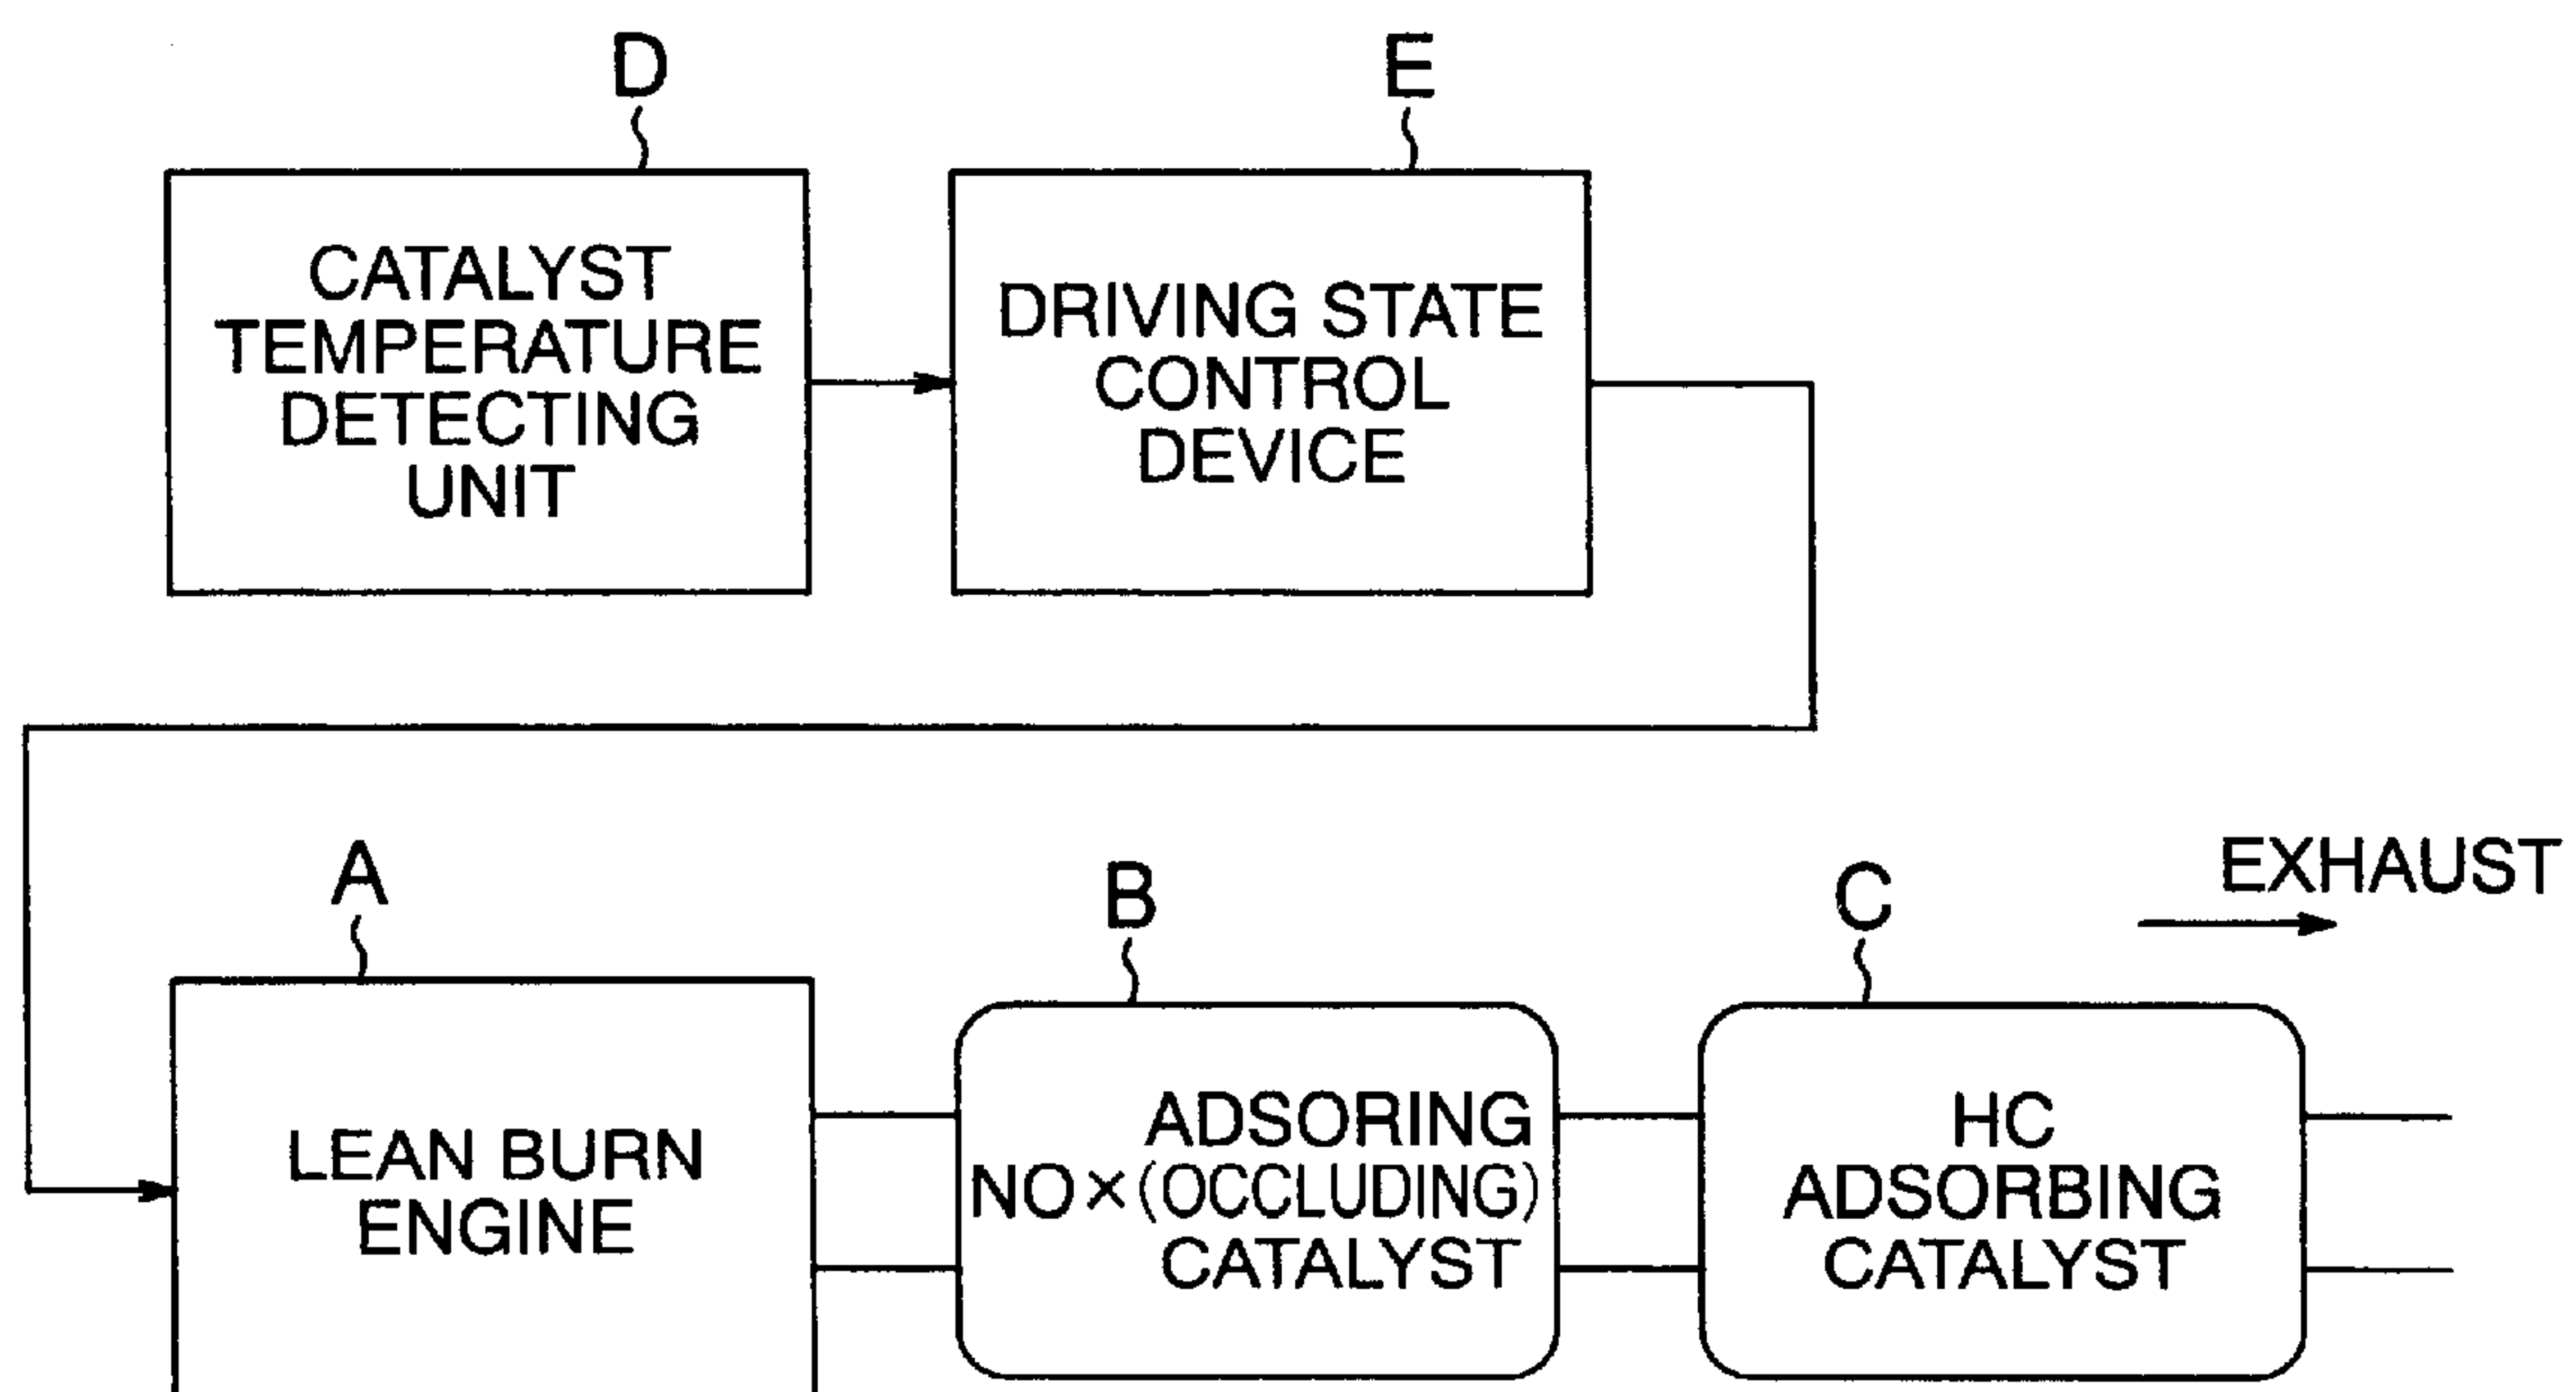 D
E
CATALYST
TEMPERATURE
DETECTING
UNIT
DRIVING STATE
CONTROL
DEVICE
A
B
C
EXHAUST
LEAN BURN
ENGINE
ADSORING
NO×(OCCLUDING)
CATALYST
HC
ADSORBING
CATALYST